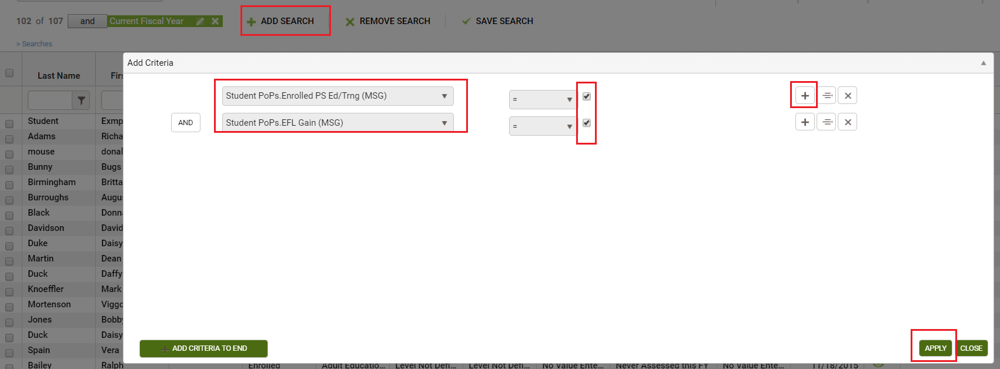 102 of 107 and Current Fiscal Year ADD SEARCH REMOVE SEARCH SAVE SEARCH
> Searches
Add Criteria
Last Name
Student PoPs.Enrolled PS Ed/Trng (MSG) =
AND Student PoPs.EFL Gain (MSG) =
Student Exmp
Adams Richa
mouse donal
Bunny Bugs
Birmingham Britta
Burroughs Augus
Black Donna
Davidson David
Duke Daisy
Martin Dean
Duck Daffy
Knoeffler Mark
Mortenson Viggo
Jones Bobby
Duck Daisy
Spain Vera
ADD CRITERIA TO END APPLY CLOSE
Bailey Ralph Enrolled Adult Educatio... Level Not Defi... Level Not Defi... No Value Ente... Never Assessed this FY No Value Ente... 11/18/2015